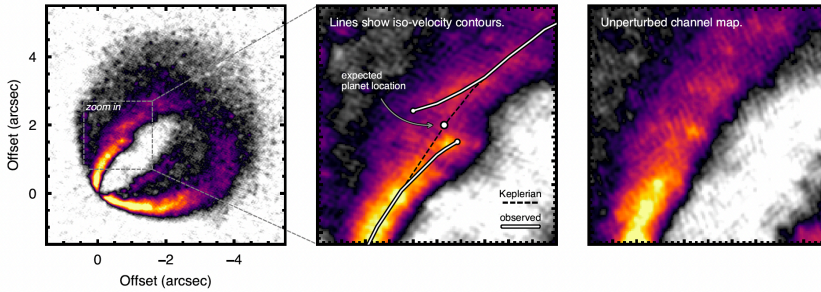 Lines show iso-velocity contours.
Unperturbed channel map.
expected
planet location
zoom in
Keplerian
observed
Offset (arcsec)
4
2
0
0
−2
−4
Offset (arcsec)